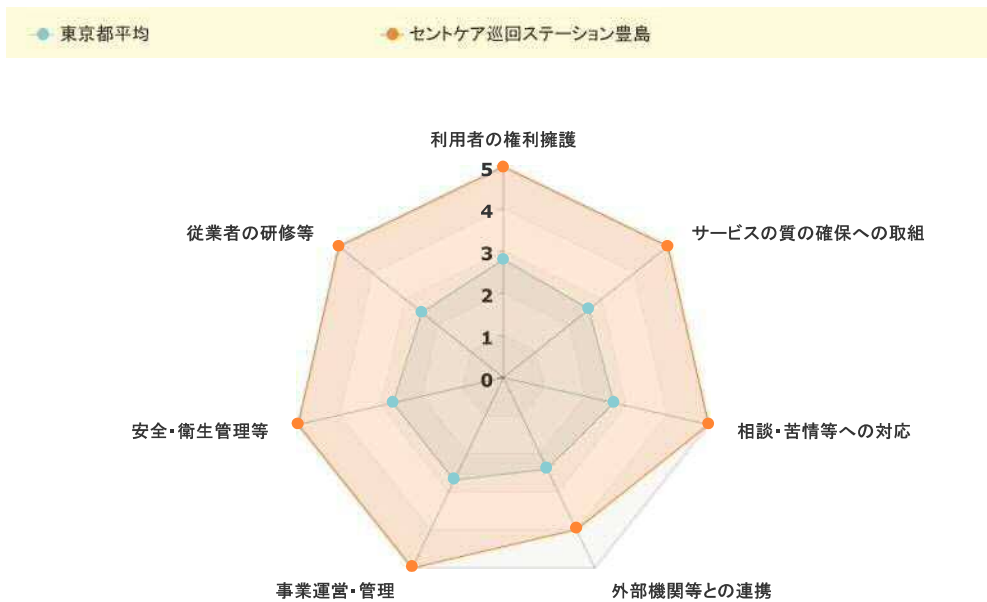 東京都平均
セントケア巡回ステーション豊島
利用者の権利擁護
5
従業者の研修等
サービスの質の確保への取組
4
3
2
1
0
安全・衛生管理等
相談・苦情等への対応
事業運営・管理
外部機関等との連携